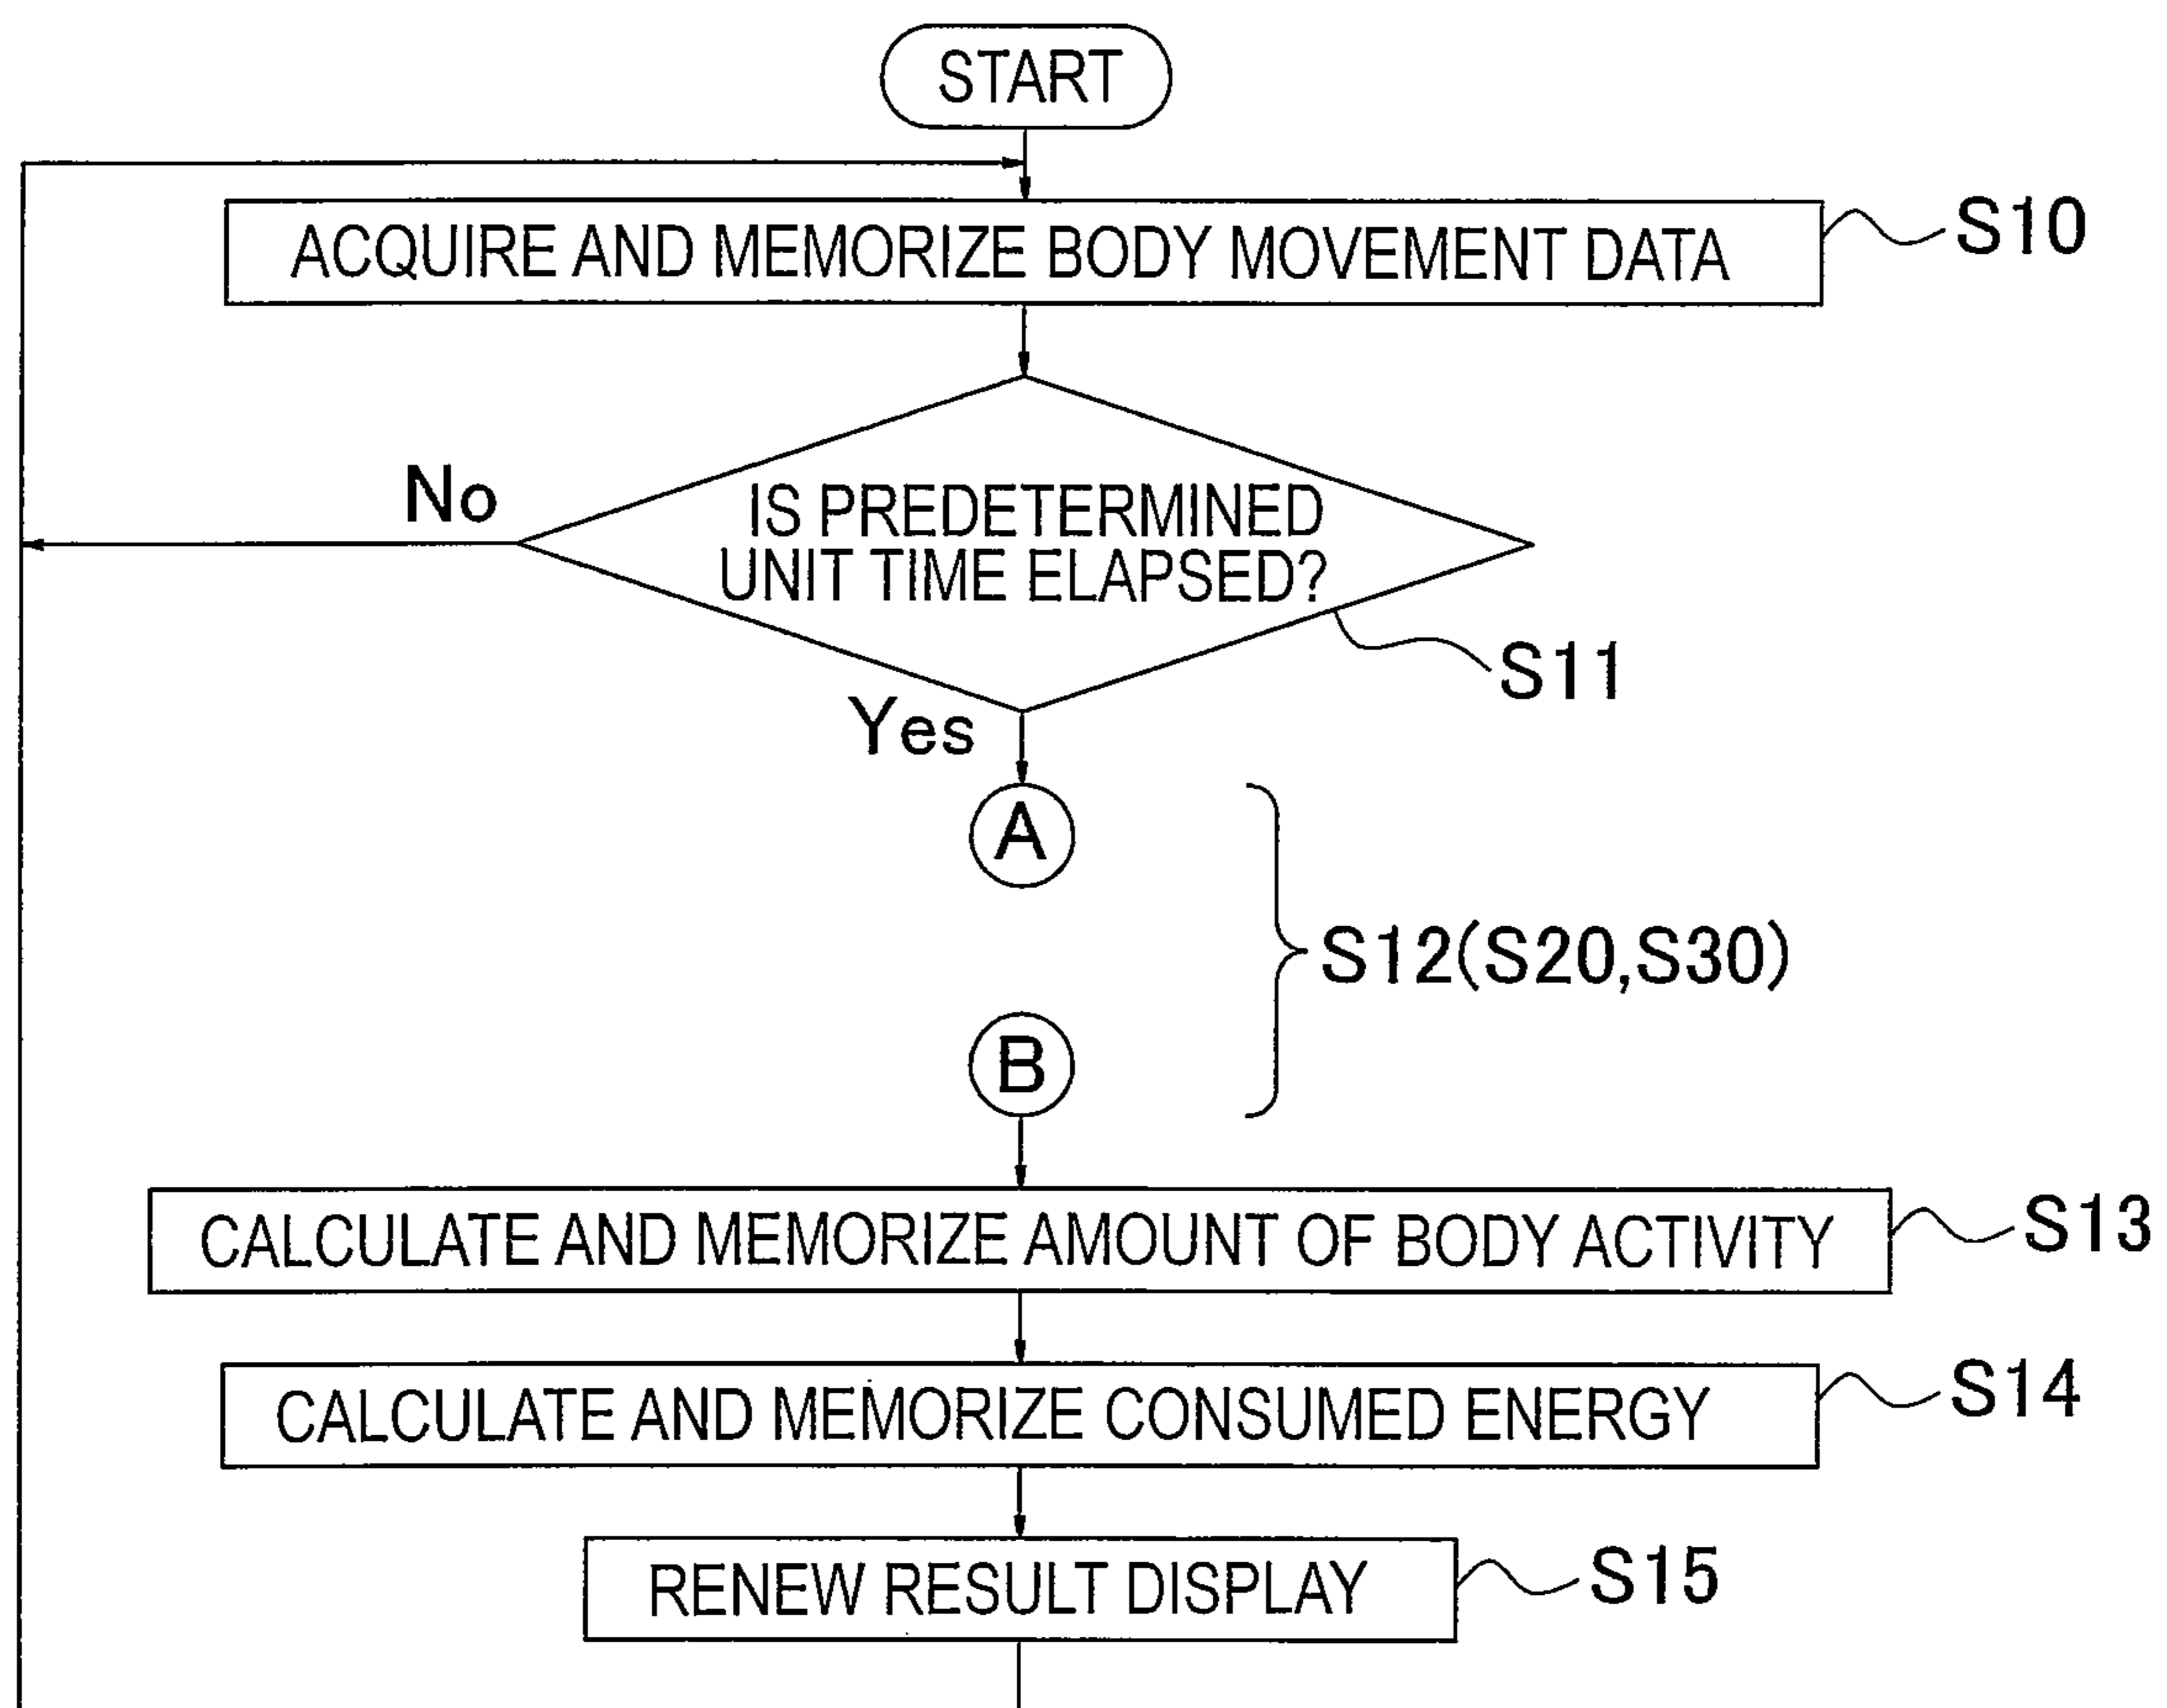 START
ACQUIRE AND MEMORIZE BODY MOVEMENT DATA
S10
No
IS PREDETERMINED
UNIT TIME ELAPSED?
S11
Yes
A
S12(S20,S30)
B
CALCULATE AND MEMORIZE AMOUNT OF BODY ACTIVITY
S13
CALCULATE AND MEMORIZE CONSUMED ENERGY
S14
RENEW RESULT DISPLAY
S15